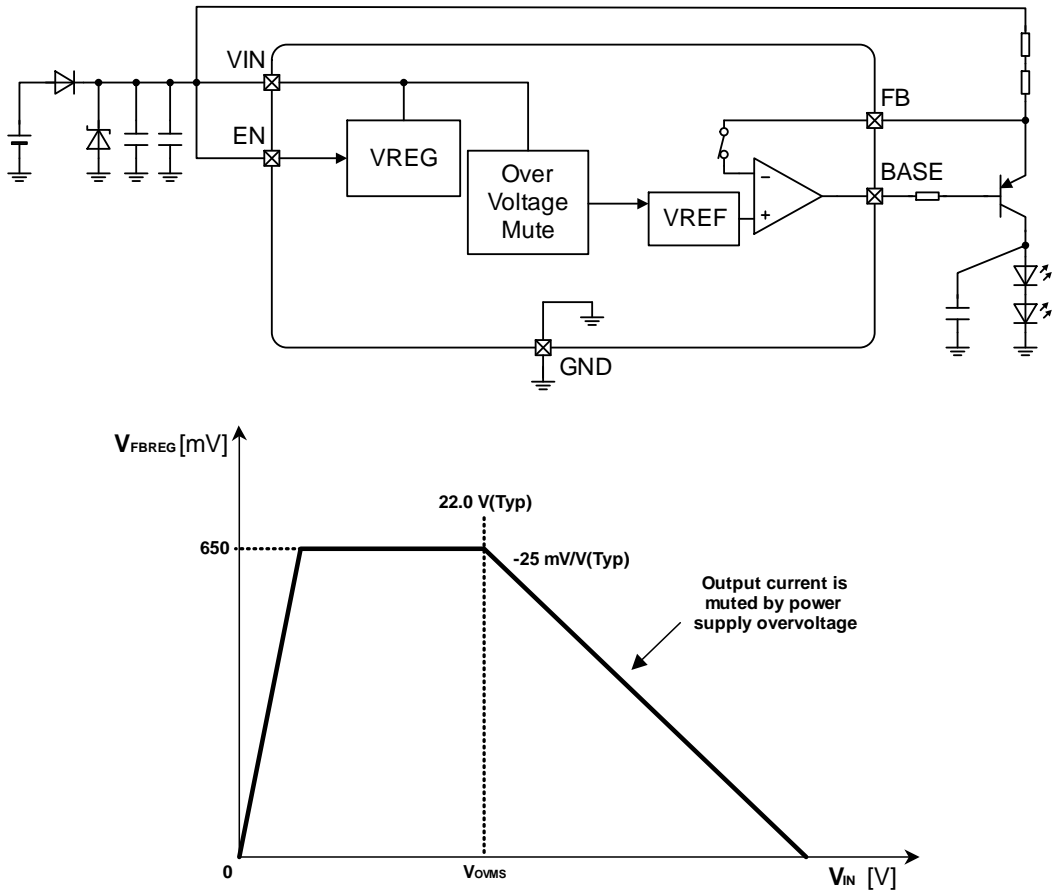 VIN
FB
EN
VREG
Over
Voltage
Mute
BASE
VREF
−
+
GND
VFBREG [mV]
22.0 V(Typ)
650
-25 mV/V(Typ)
Output current is
muted by power
supply overvoltage
0
VOVMS
VIN [V]